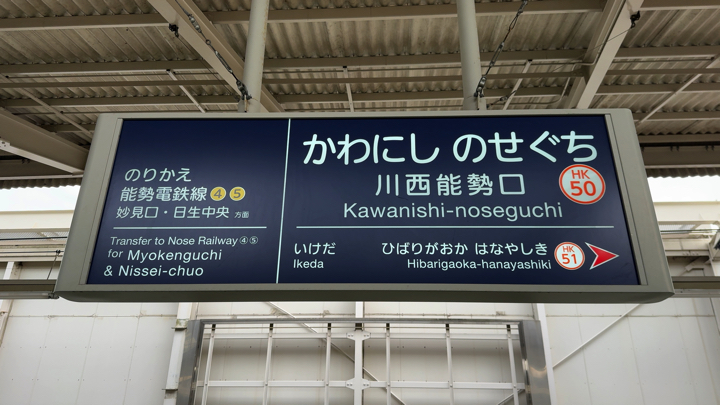 のりかえ
能勢電鉄線④⑤
妙見口・日生中央 方面
Transfer to Nose Railway④⑤
for Myokenguchi
& Nissei-chuo
かわにし のせぐち
川西能勢口
HK
50
Kawanishi-noseguchi
いけだ
Ikeda
ひばりがおか はなやしき
Hibarigaoka-hanayashiki
HK
51